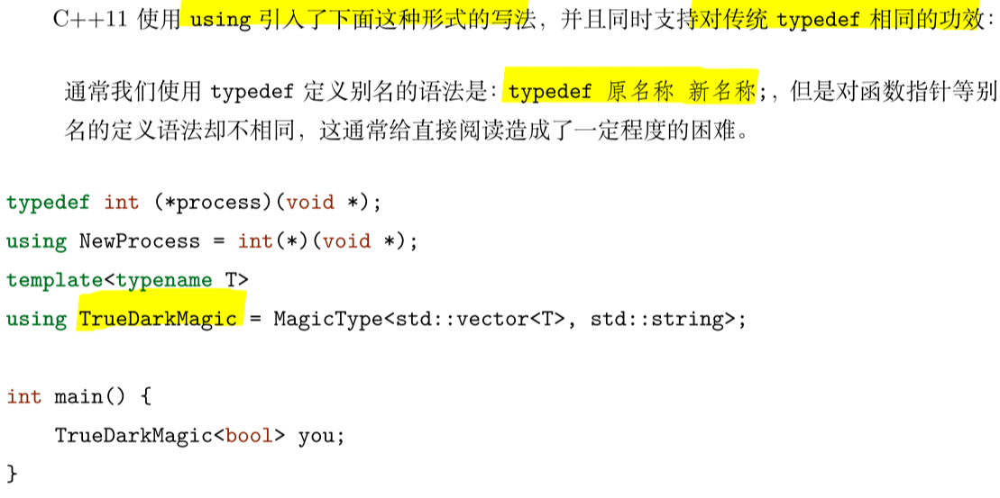 C++11 使用 using 引入了下面这种形式的写法，并且同时支持对传统 typedef 相同的功效：
通常我们使用 typedef 定义别名的语法是：typedef 原名称 新名称;，但是对函数指针等别
名的定义语法却不相同，这通常给直接阅读造成了一定程度的困难。
typedef int (*process)(void *);
using NewProcess = int(*)(void *);
template<typename T>
using TrueDarkMagic = MagicType<std::vector<T>, std::string>;
int main() {
    TrueDarkMagic<bool> you;
}